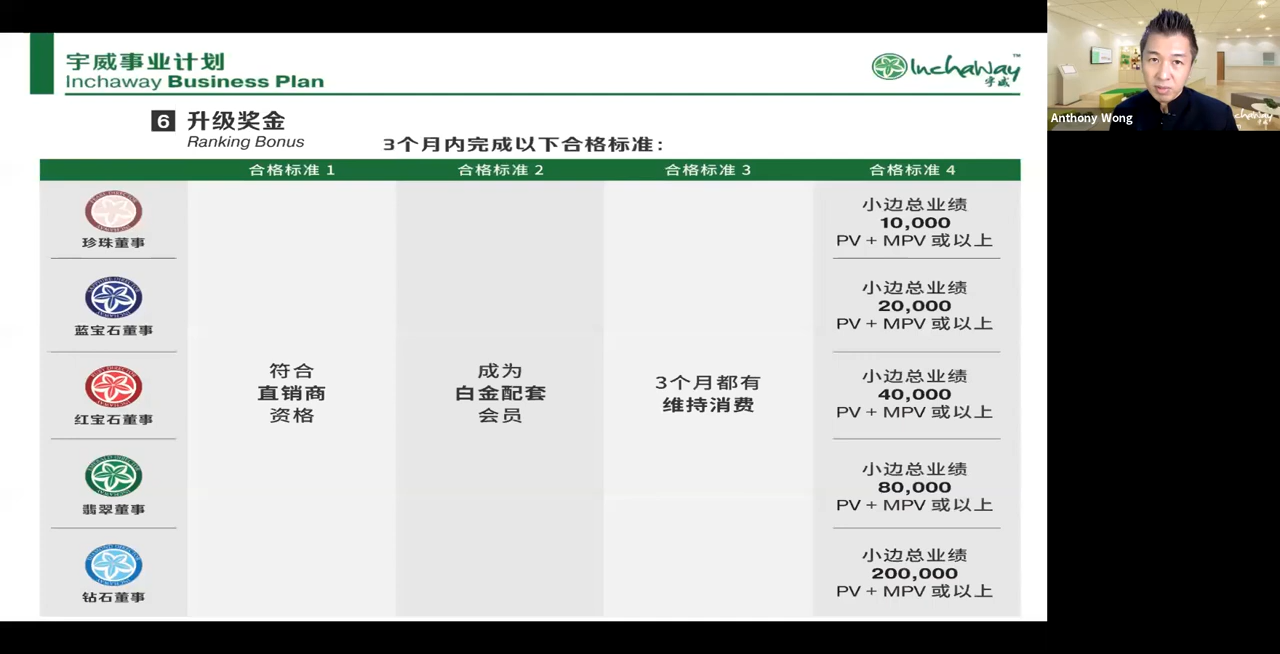 宇威事业计划
Inchaway Business Plan
Inchaway™
宇威
Anthony Wong
6 升级奖金
Ranking Bonus
3个月内完成以下合格标准：
合格标准 1
合格标准 2
合格标准 3
合格标准 4
珍珠董事
蓝宝石董事
红宝石董事
翡翠董事
钻石董事
符合
直销商
资格
成为
白金配套
会员
3个月都有
维持消费
小边总业绩
10,000
PV + MPV 或以上
小边总业绩
20,000
PV + MPV 或以上
小边总业绩
40,000
PV + MPV 或以上
小边总业绩
80,000
PV + MPV 或以上
小边总业绩
200,000
PV + MPV 或以上